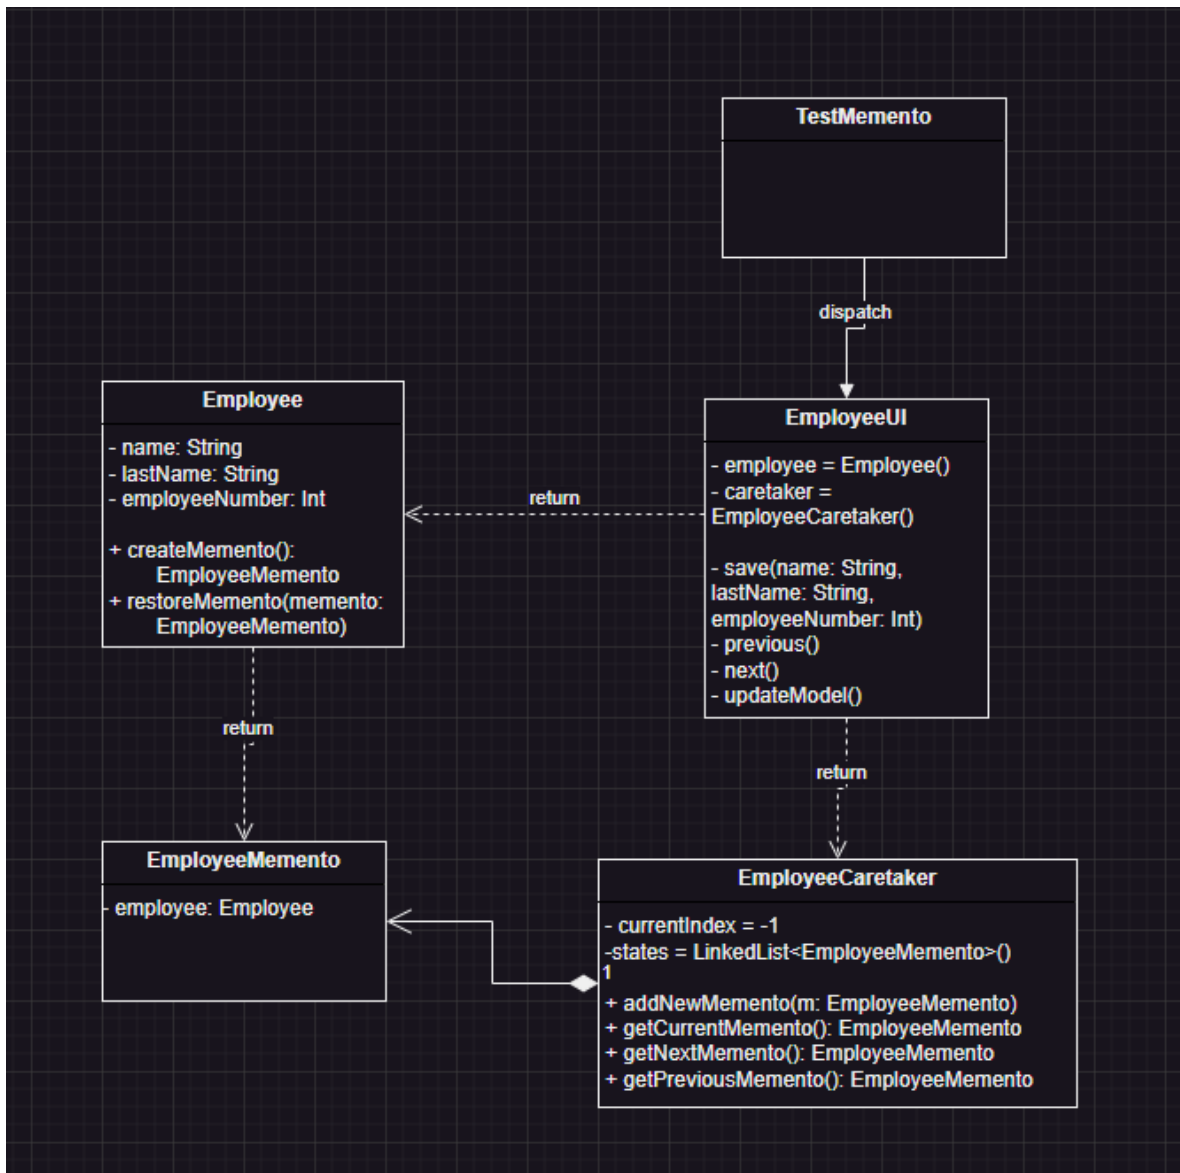 TestMemento
dispatch
Employee
- name: String
- lastName: String
- employeeNumber: Int
+ createMemento():
EmployeeMemento
+ restoreMemento(memento:
EmployeeMemento)
return
EmployeeUI
- employee = Employee()
- caretaker =
EmployeeCaretaker()
- save(name: String,
lastName: String,
employeeNumber: Int)
- previous()
- next()
- updateModel()
return
return
EmployeeMemento
- employee: Employee
EmployeeCaretaker
- currentIndex = -1
-states = LinkedList<EmployeeMemento>()
1
+ addNewMemento(m: EmployeeMemento)
+ getCurrentMemento(): EmployeeMemento
+ getNextMemento(): EmployeeMemento
+ getPreviousMemento(): EmployeeMemento